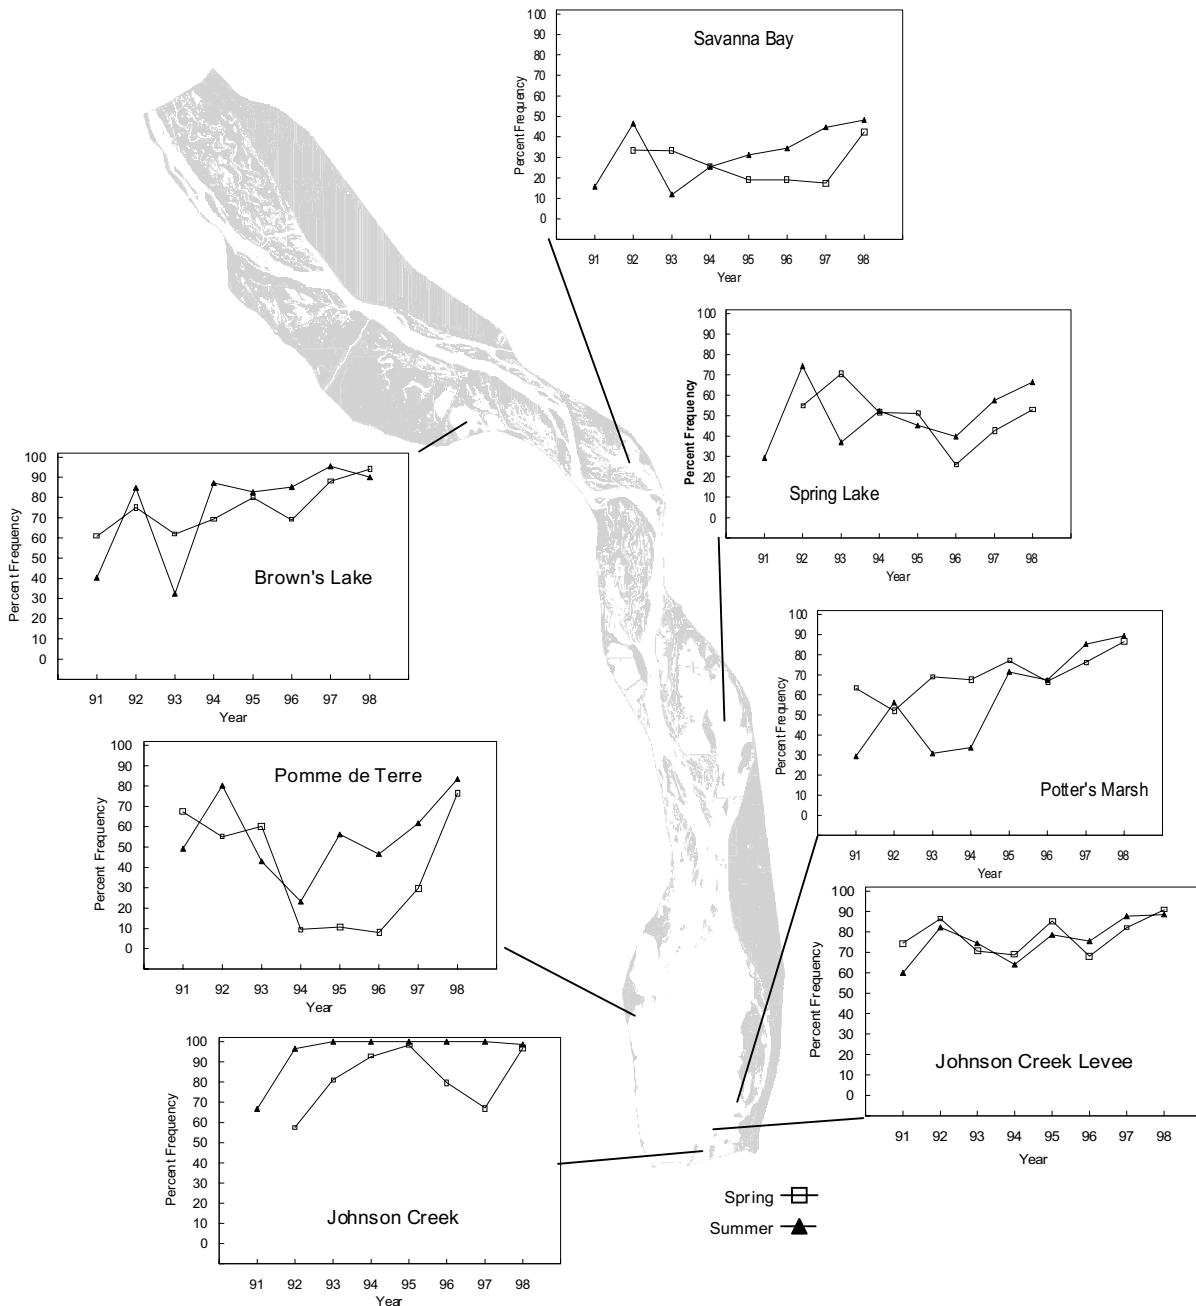 Savanna Bay
Percent Frequency
100
90
80
70
60
50
40
30
20
10
0
91 92 93 94 95 96 97 98
Year
Spring Lake
Percent Frequency
100
90
80
70
60
50
40
30
20
10
0
91 92 93 94 95 96 97 98
Year
Brown's Lake
Percent Frequency
100
90
80
70
60
50
40
30
20
10
0
91 92 93 94 95 96 97 98
Year
Potter's Marsh
Percent Frequency
100
90
80
70
60
50
40
30
20
10
0
91 92 93 94 95 96 97 98
Year
Pomme de Terre
Percent Frequency
100
90
80
70
60
50
40
30
20
10
0
91 92 93 94 95 96 97 98
Year
Johnson Creek Levee
Percent Frequency
100
90
80
70
60
50
40
30
20
10
0
91 92 93 94 95 96 97 98
Year
Johnson Creek
Percent Frequency
100
90
80
70
60
50
40
30
20
10
0
91 92 93 94 95 96 97 98
Year
Spring
Summer